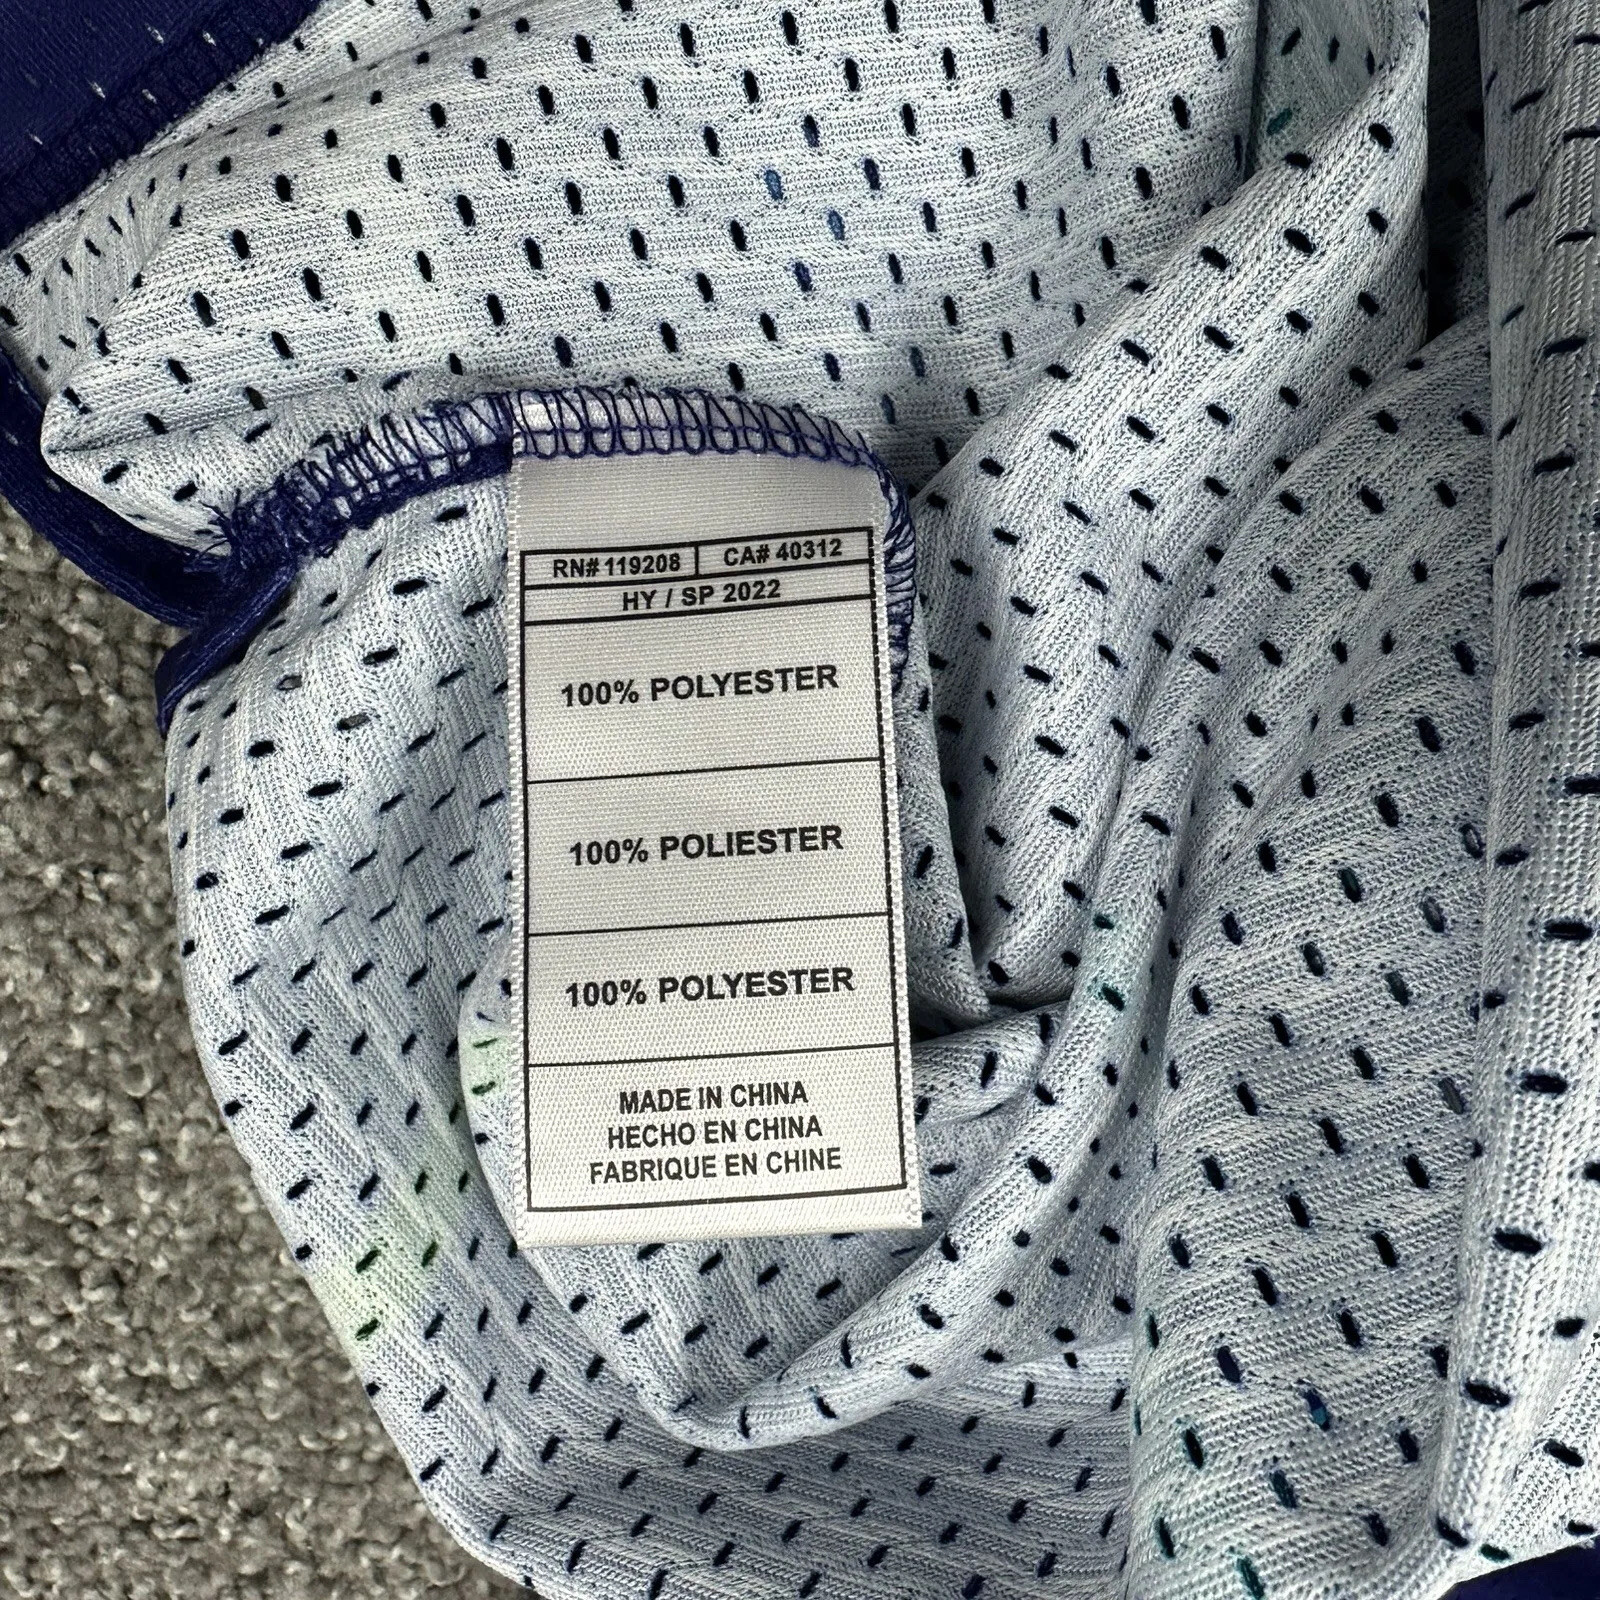 RN# 119208 CA# 40312
HY / SP 2022
100% POLYESTER
100% POLIESTER
100% POLYESTER
MADE IN CHINA
HECHO EN CHINA
FABRIQUE EN CHINE